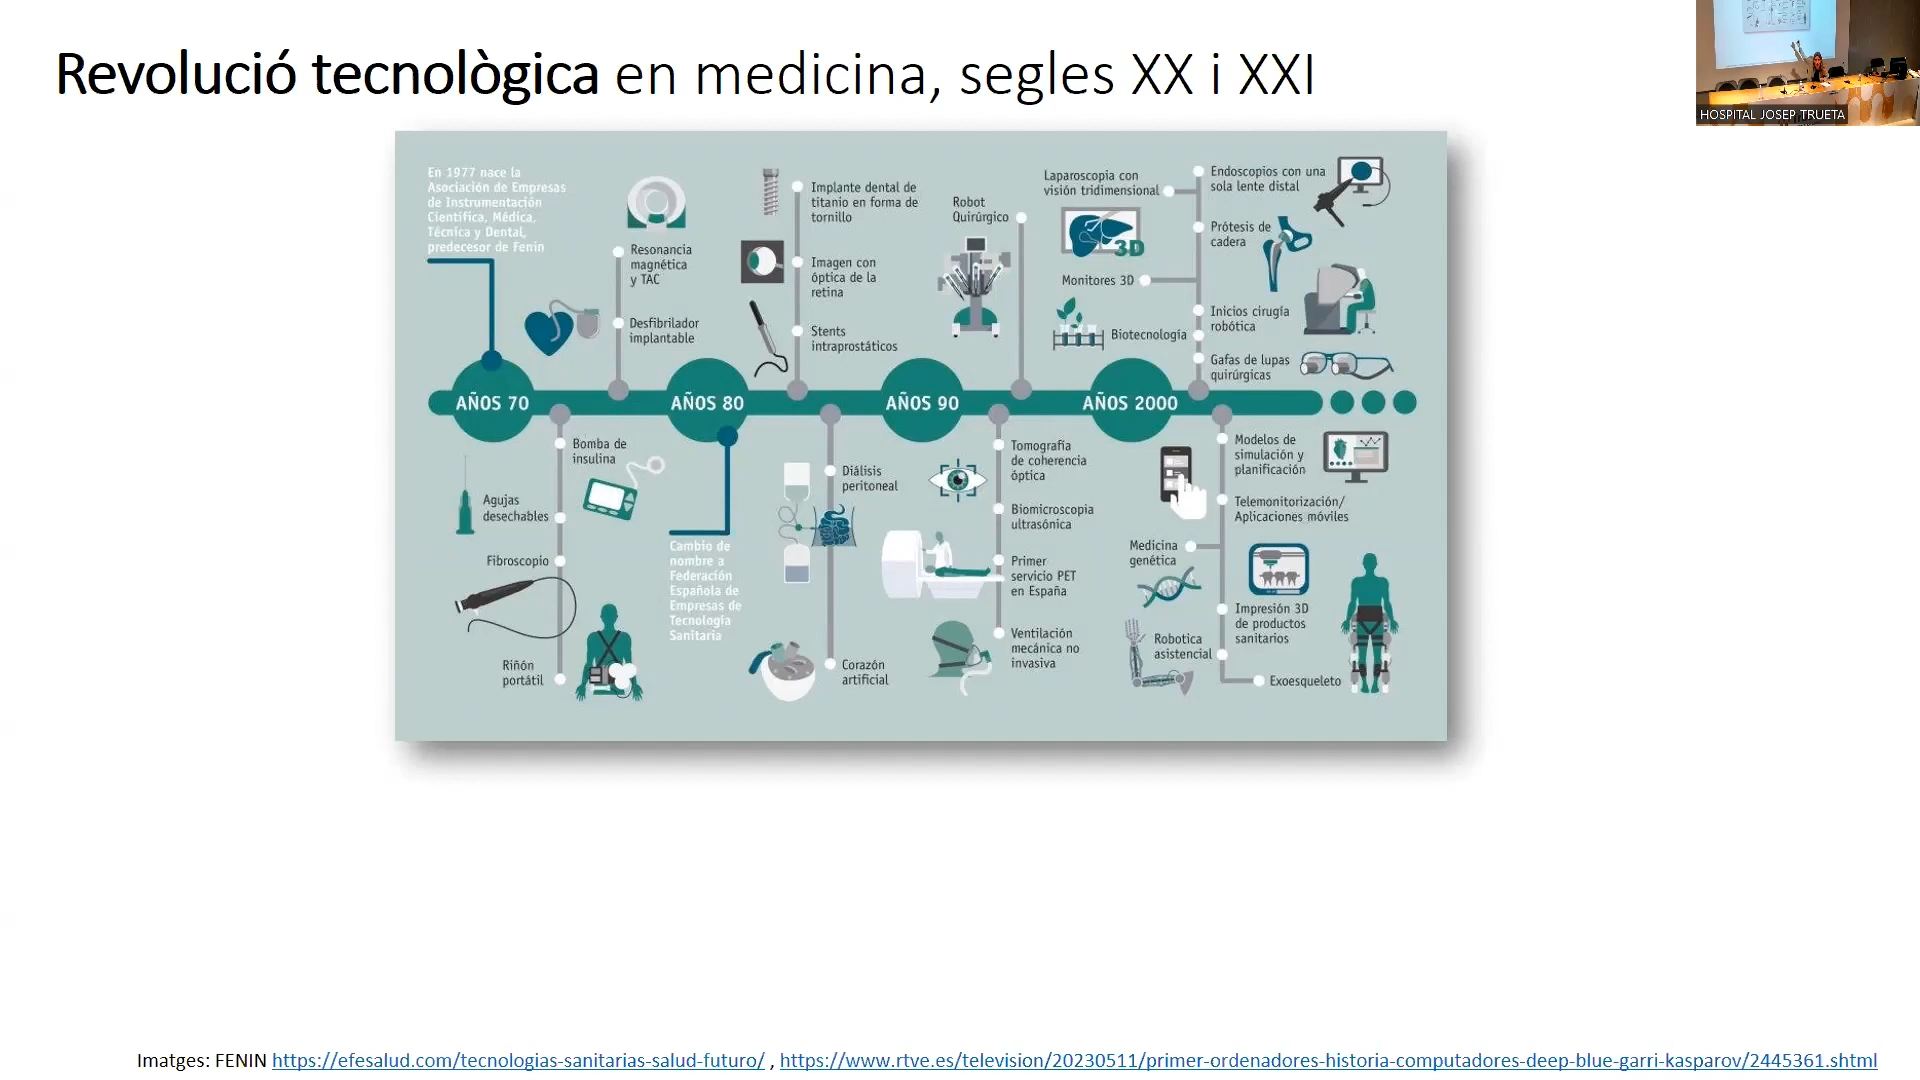 Revolució tecnològica en medicina, segles XX i XXI
HOSPITAL JOSEP TRUETA
En 1977 nace la
Asociación de Empresas
de Instrumentación
Científica, Médica,
Técnica y Dental,
predecesor de Fenin
Resonancia
magnética
y TAC
Desfibrilador
implantable
Implante dental de
titanio en forma de
tornillo
Imagen con
óptica de la
retina
Stents
intraprostáticos
Robot
Quirúrgico
Laparoscopia con
visión tridimensional
3D
Monitores 3D
Biotecnología
Endoscopios con una
sola lente distal
Prótesis de
cadera
Inicios cirugía
robótica
Gafas de lupas
quirúrgicas
AÑOS 70
AÑOS 80
AÑOS 90
AÑOS 2000
Bomba de
insulina
Agujas
desechables
Fibroscopio
Riñón
portátil
Cambio de
nombre a
Federación
Española de
Empresas de
Tecnología
Sanitaria
Diálisis
peritoneal
Corazón
artificial
Tomografía
de coherencia
óptica
Biomicroscopia
ultrasónica
Primer
servicio PET
en España
Ventilación
mecánica no
invasiva
Modelos de
simulación y
planificación
Telemonitorización/
Aplicaciones móviles
Medicina
genética
Impresión 3D
de productos
sanitarios
Robotica
asistencial
Exoesqueleto
Imatges: FENIN https://efesalud.com/tecnologias-sanitarias-salud-futuro/ , https://www.rtve.es/television/20230511/primer-ordenadores-historia-computadores-deep-blue-garri-kasparov/2445361.shtml